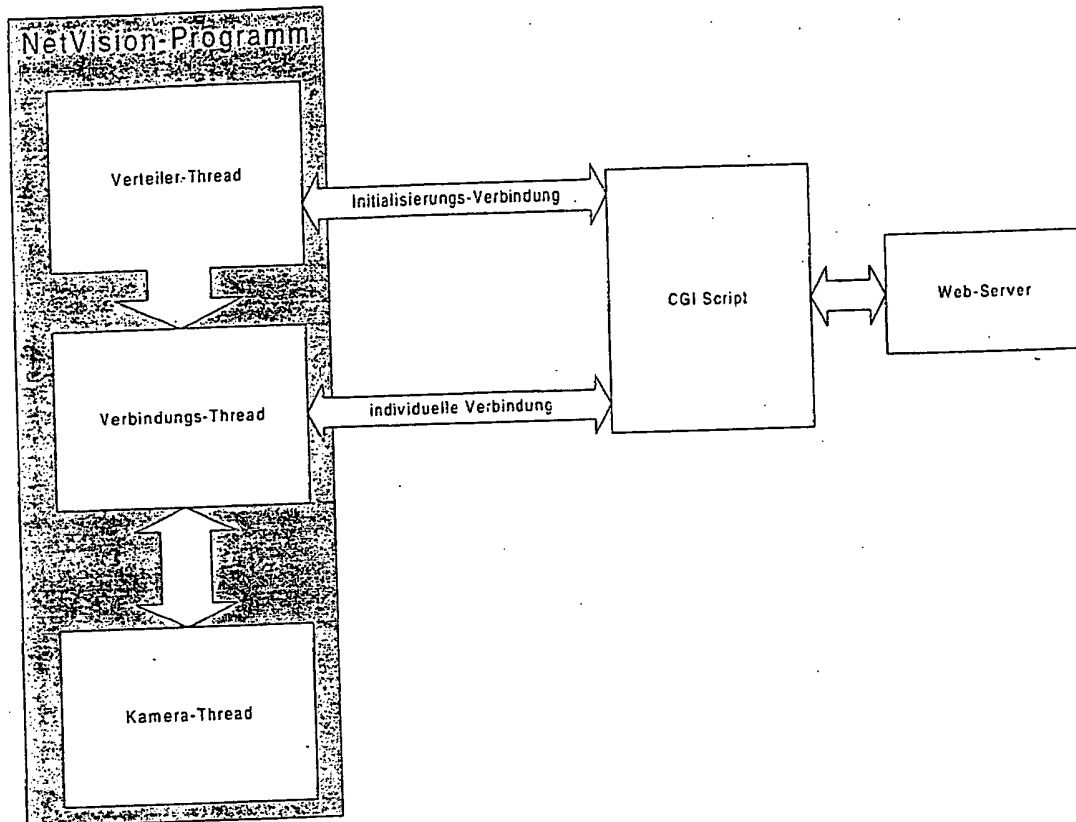 NetVision-Programm
Verteiler-Thread
Initialisierungs-Verbindung
CGI Script
Web-Server
Verbindungs-Thread
individuelle Verbindung
Kamera-Thread